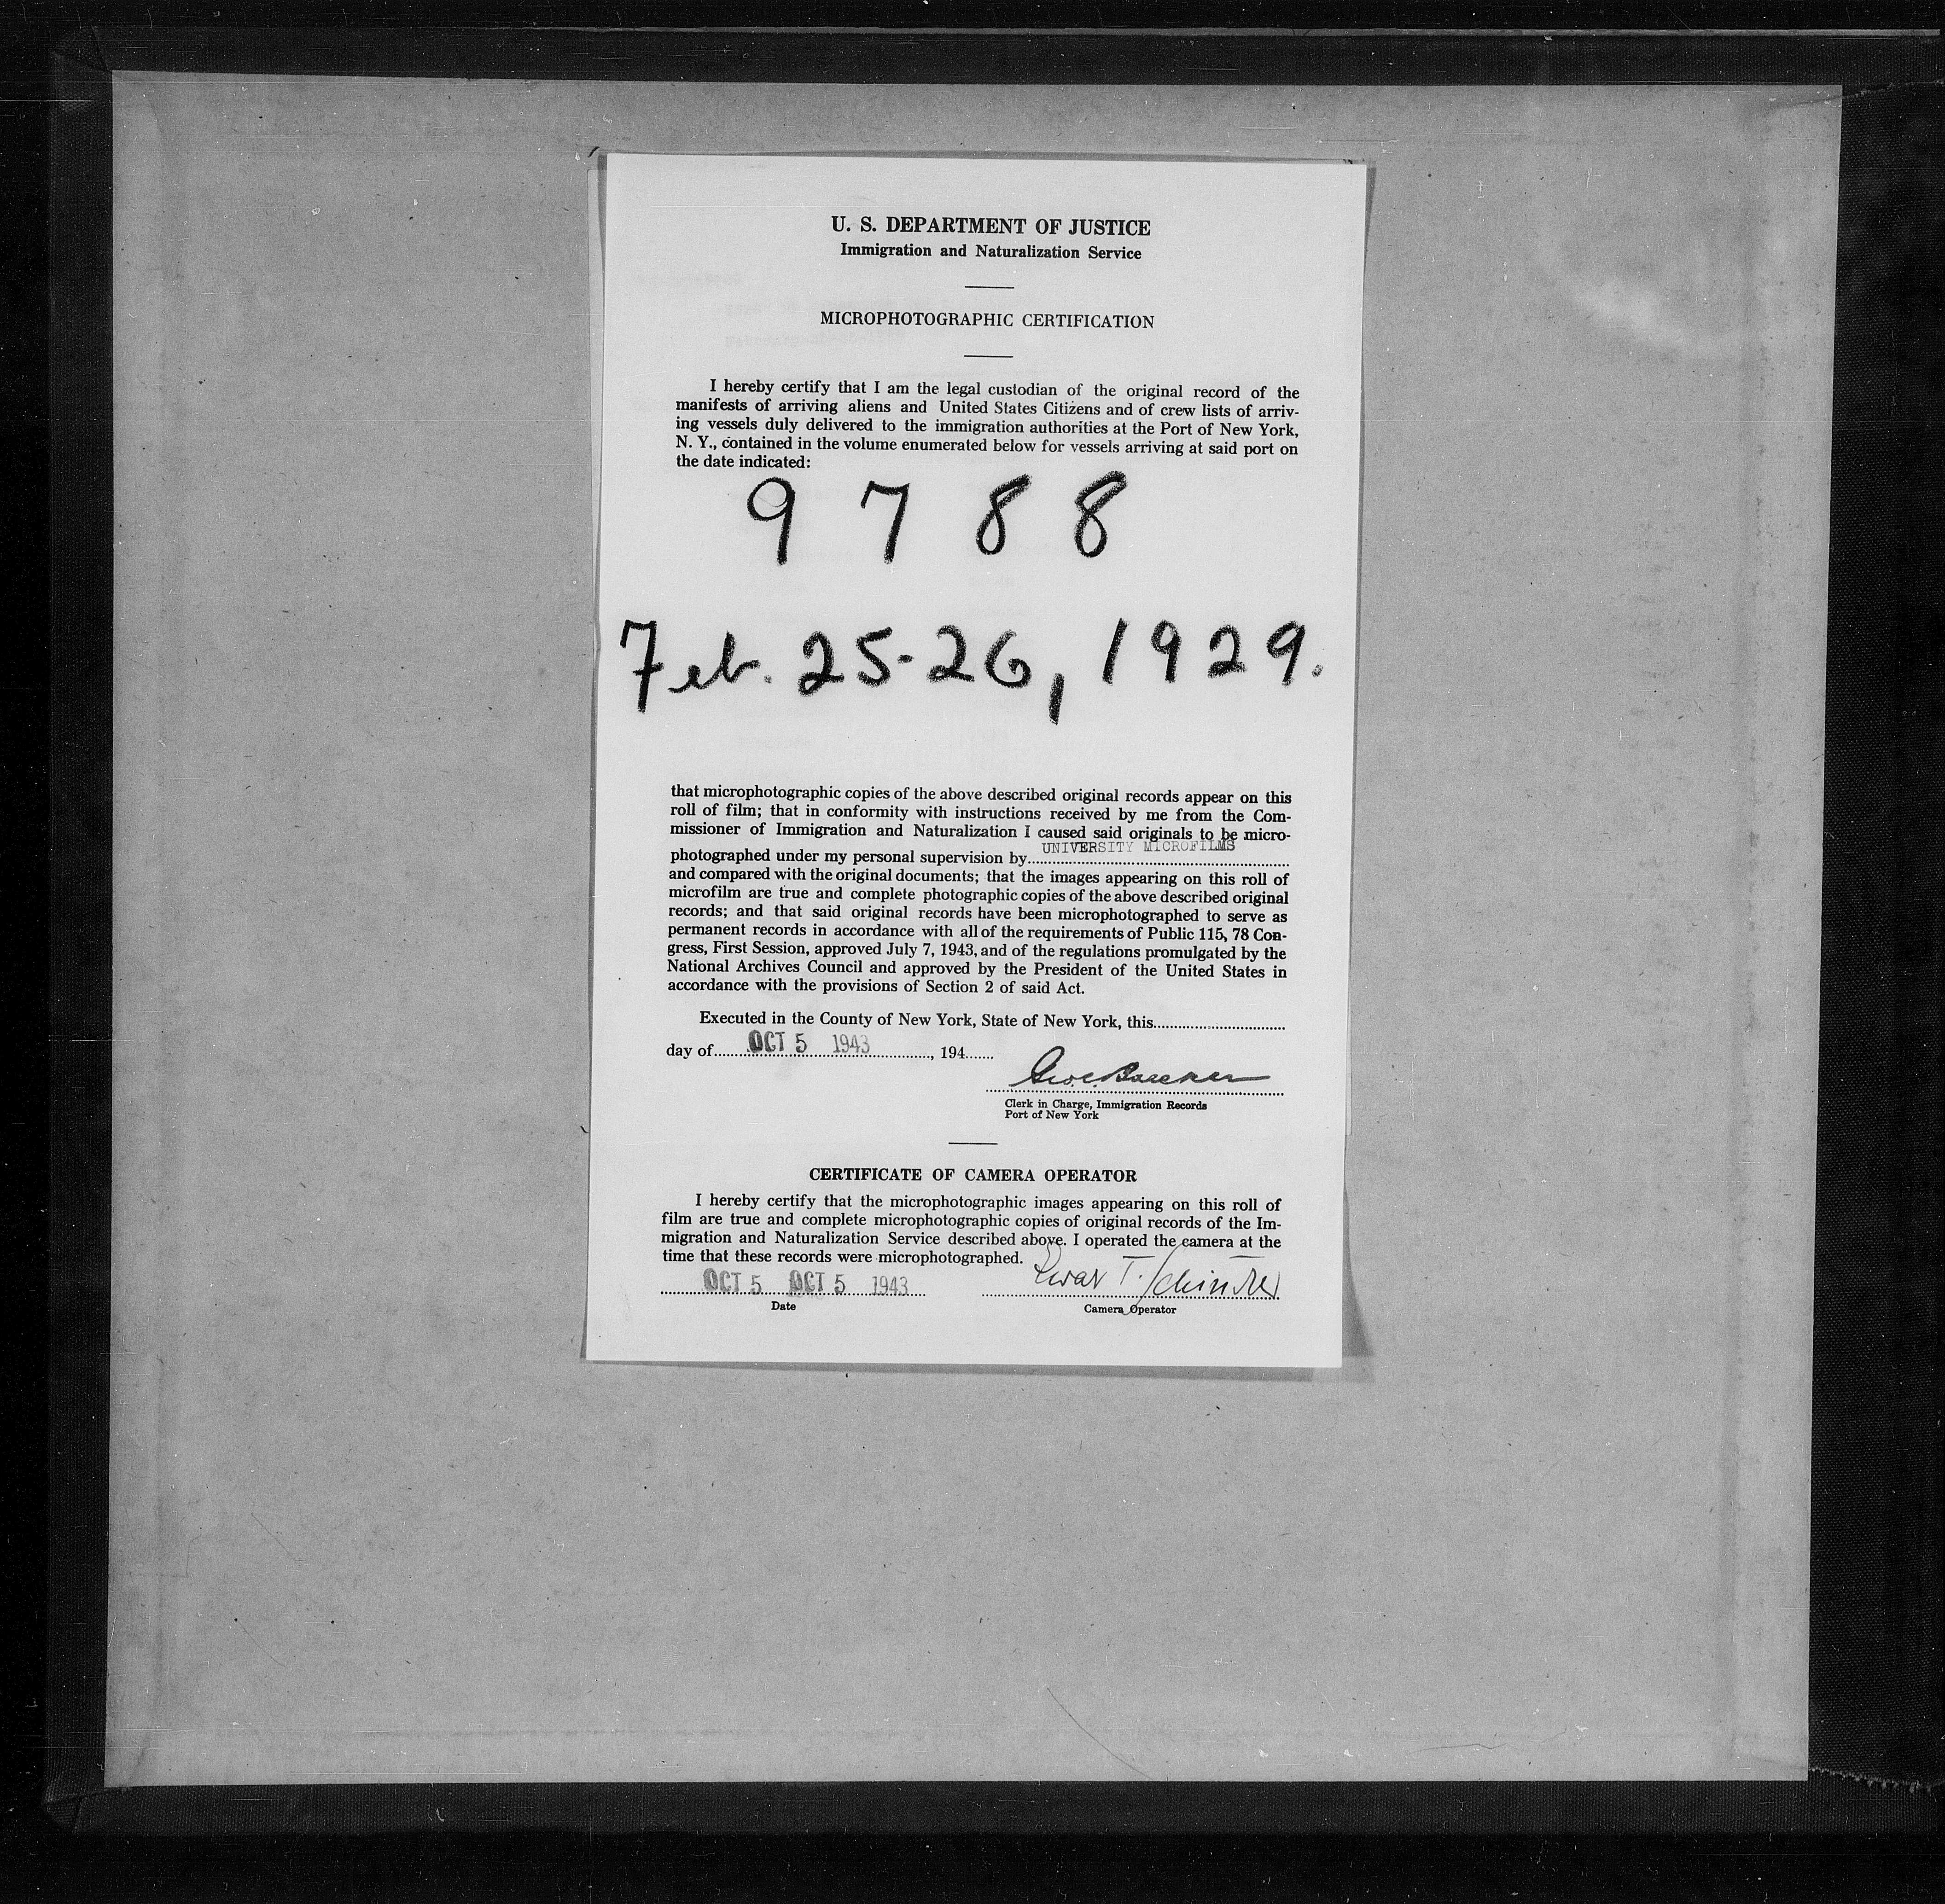 U. S. DEPARTMENT OF JUSTICE
Immigration and Naturalization Service
MICROPHOTOGRAPHIC CERTIFICATION
I hereby certify that I am the legal custodian of the original record of the
manifests of arriving aliens and United States Citizens and of crew lists of arriv-
ing vessels duly delivered to the immigration authorities at the Port of New York,
N. Y., contained in the volume enumerated below for vessels arriving at said port on
the date indicated:
9 7 8 8
Feb. 25-26, 1929.
that microphotographic copies of the above described original records appear on this
roll of film; that in conformity with instructions received by me from the Com-
missioner of Immigration and Naturalization I caused said originals to be micro-
photographed under my personal supervision by UNIVERSITY MICROFILMS
and compared with the original documents; that the images appearing on this roll of
microfilm are true and complete photographic copies of the above described original
records; and that said original records have been microphotographed to serve as
permanent records in accordance with all of the requirements of Public 115, 78 Con-
gress, First Session, approved July 7, 1943, and of the regulations promulgated by the
National Archives Council and approved by the President of the United States in
accordance with the provisions of Section 2 of said Act.
Executed in the County of New York, State of New York, this
day of OCT 5 1943, 194
Clerk in Charge, Immigration Records
Port of New York
CERTIFICATE OF CAMERA OPERATOR
I hereby certify that the microphotographic images appearing on this roll of
film are true and complete microphotographic copies of original records of the Im-
migration and Naturalization Service described above. I operated the camera at the
time that these records were microphotographed.
OCT 5 OCT 5 1943
Date
Camera Operator